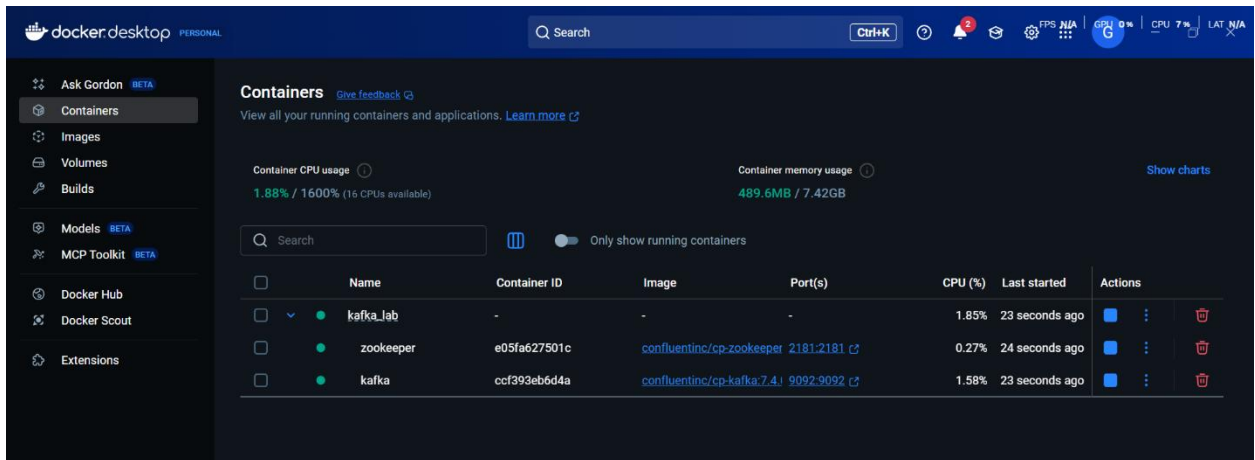 docker.desktop PERSONAL
Search
Ctrl+K
2
FPS N/A
GPU 0%
G
CPU 7%
LAT N/A
Ask Gordon BETA
Containers
Images
Volumes
Builds
Models BETA
MCP Toolkit BETA
Docker Hub
Docker Scout
Extensions
Containers Give feedback
View all your running containers and applications. Learn more
Container CPU usage
1.88% / 1600% (16 CPUs available)
Container memory usage
489.6MB / 7.42GB
Show charts
Search
Only show running containers
Name Container ID Image Port(s) CPU (%) Last started Actions
kafka_lab - - - 1.85% 23 seconds ago
zookeeper e05fa627501c confluentinc/cp-zookeeper 2181:2181 0.27% 24 seconds ago
kafka ccf393eb6d4a confluentinc/cp-kafka:7.4. 9092:9092 1.58% 23 seconds ago